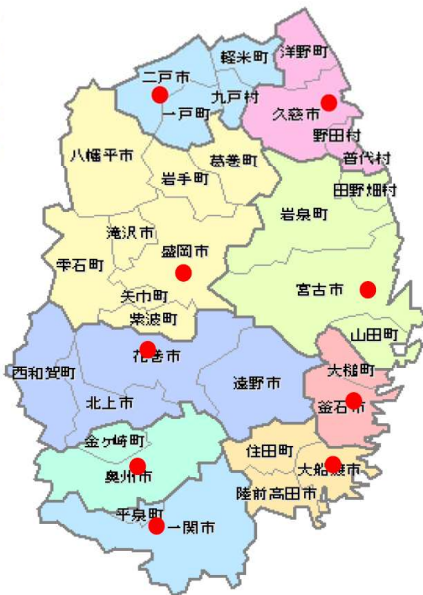 洋野町
軽米町
二戸市
九戸村
久慈市
一戸町
野田村
普代村
八幡平市
葛巻町
岩手町
田野畑村
岩泉町
滝沢市
盛岡市
雫石町
宮古市
矢巾町
紫波町
山田町
花巻市
大槌町
西和賀町
遠野市
北上市
釜石市
金ヶ崎町
住田町
奥州市
大船渡市
陸前高田市
平泉町
一関市